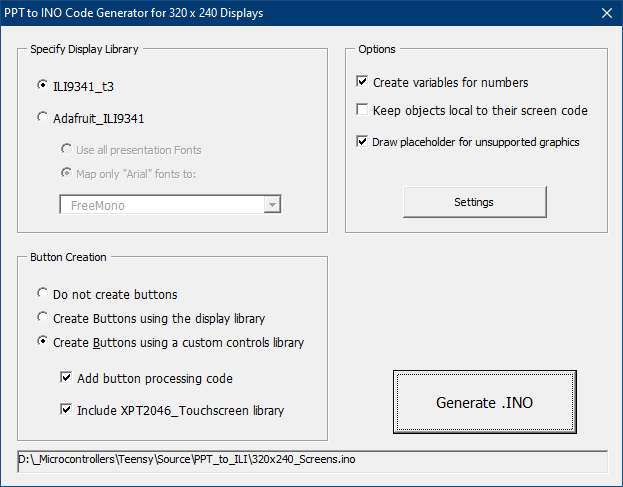 PPT to INO Code Generator for 320 x 240 Displays
Specify Display Library
ILI9341_t3
Adafruit_ILI9341
Use all presentation Fonts
Map only "Arial" fonts to:
FreeMono
Options
Create variables for numbers
Keep objects local to their screen code
Draw placeholder for unsupported graphics
Settings
Button Creation
Do not create buttons
Create Buttons using the display library
Create Buttons using a custom controls library
Add button processing code
Include XPT2046_Touchscreen library
Generate .INO
D:\_Microcontrollers\Teensy\Source\PPT_to_ILI\320x240_Screens.ino